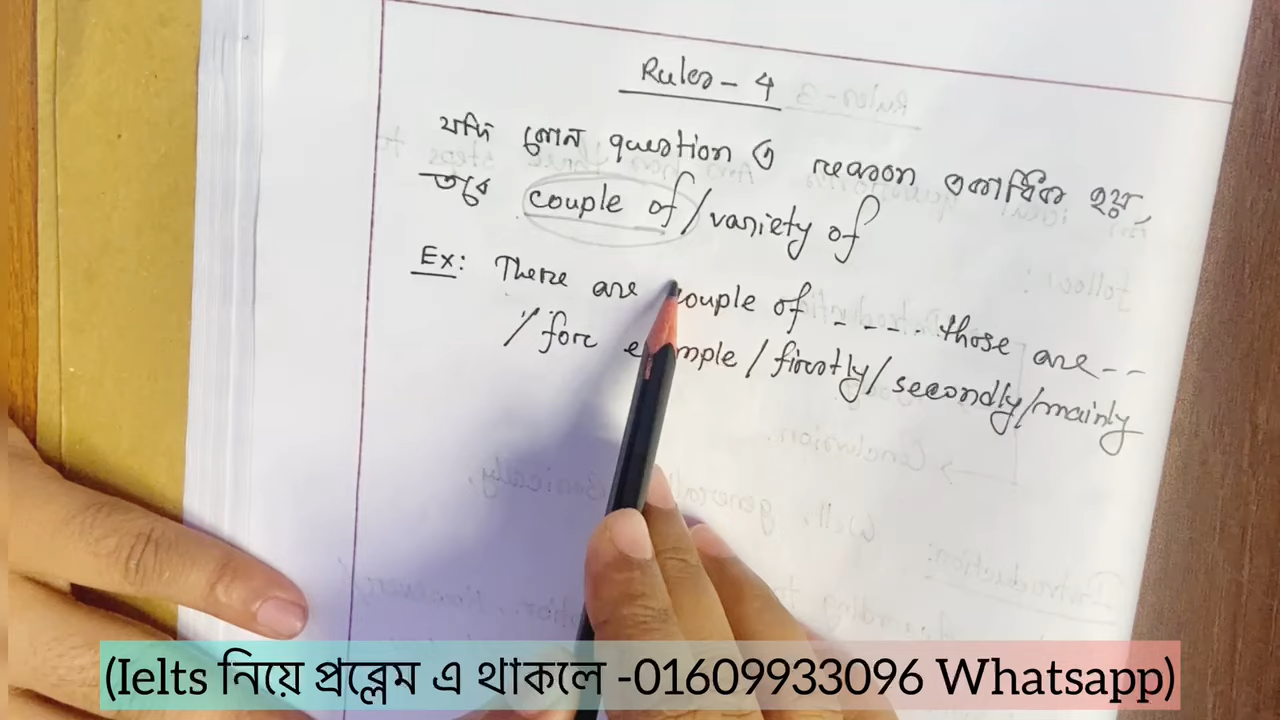 Rules - 4
যদি কোন question এ reason একাধিক হয়,
তবে couple of / variety of
Ex: There are couple of - - - - those are - -
/ for example / firstly / secondly / mainly
(Ielts নিয়ে প্রব্লেম এ থাকলে -01609933096 Whatsapp)